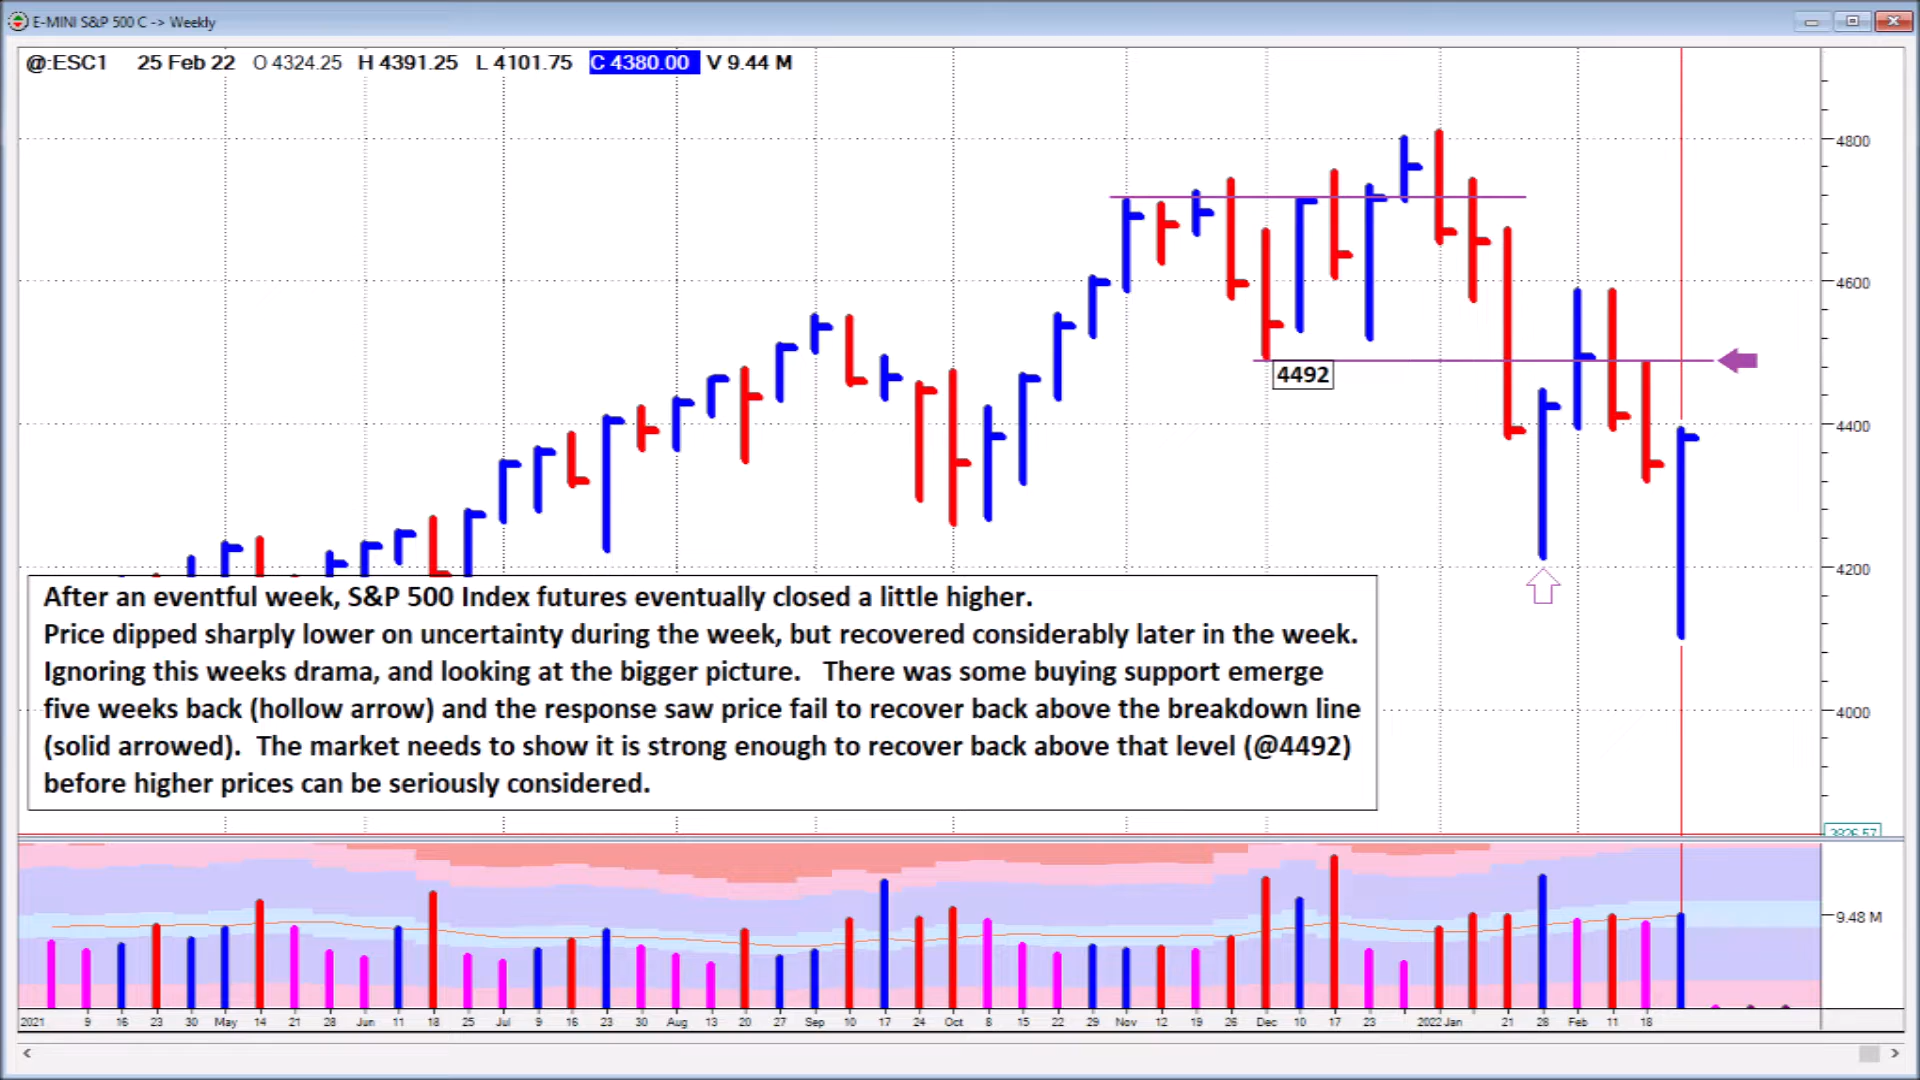 E-MINI S&P 500 C -> Weekly
@:ESC1 25 Feb 22 O 4324.25 H 4391.25 L 4101.75 C 4380.00 V 9.44 M
4800
4600
4492
4400
4200
After an eventful week, S&P 500 Index futures eventually closed a little higher.
Price dipped sharply lower on uncertainty during the week, but recovered considerably later in the week.
Ignoring this weeks drama, and looking at the bigger picture. There was some buying support emerge
five weeks back (hollow arrow) and the response saw price fail to recover back above the breakdown line
(solid arrowed). The market needs to show it is strong enough to recover back above that level (@4492)
before higher prices can be seriously considered.
4000
3826.57
9.48 M
2021 9 16 23 30 May 14 21 28 Jun 11 18 25 Jul 9 16 23 30 Aug 13 20 27 Sep 10 17 24 Oct 8 15 22 29 Nov 12 19 26 Dec 10 17 23 2022 Jan 21 28 Feb 11 18